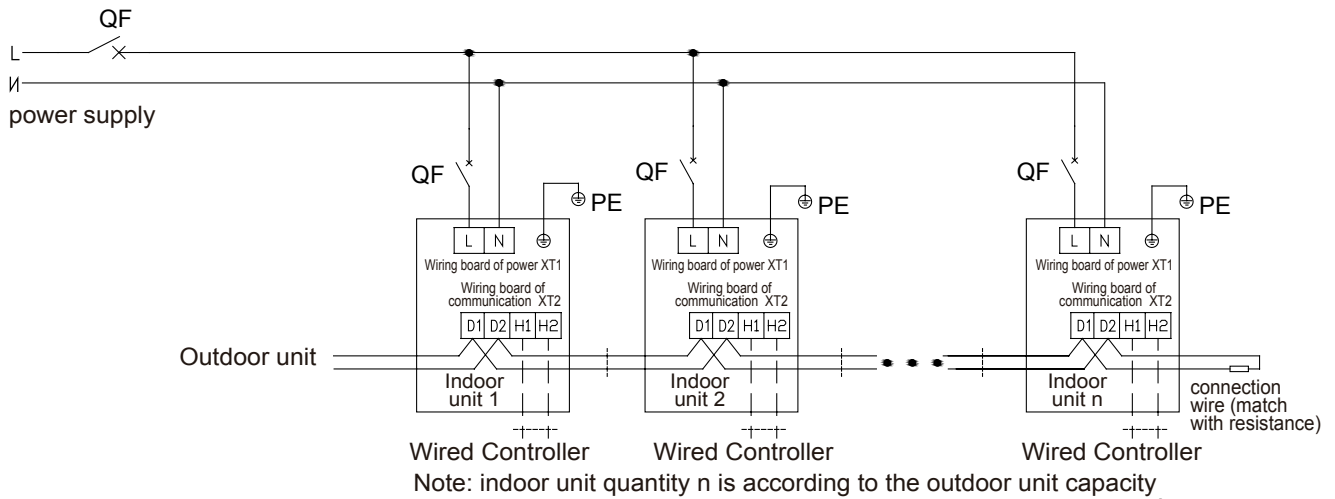 QF
L
И
power supply
QF
PE
QF
PE
QF
PE
L N
L N
L N
Wiring board of power XT1
Wiring board of power XT1
Wiring board of power XT1
Wiring board of
communication XT2
Wiring board of
communication XT2
Wiring board of
communication XT2
D1 D2 H1 H2
D1 D2 H1 H2
D1 D2 H1 H2
Outdoor unit
Indoor
unit 1
Indoor
unit 2
Indoor
unit n
connection
wire (match
with resistance)
Wired Controller
Wired Controller
Wired Controller
Note: indoor unit quantity n is according to the outdoor unit capacity